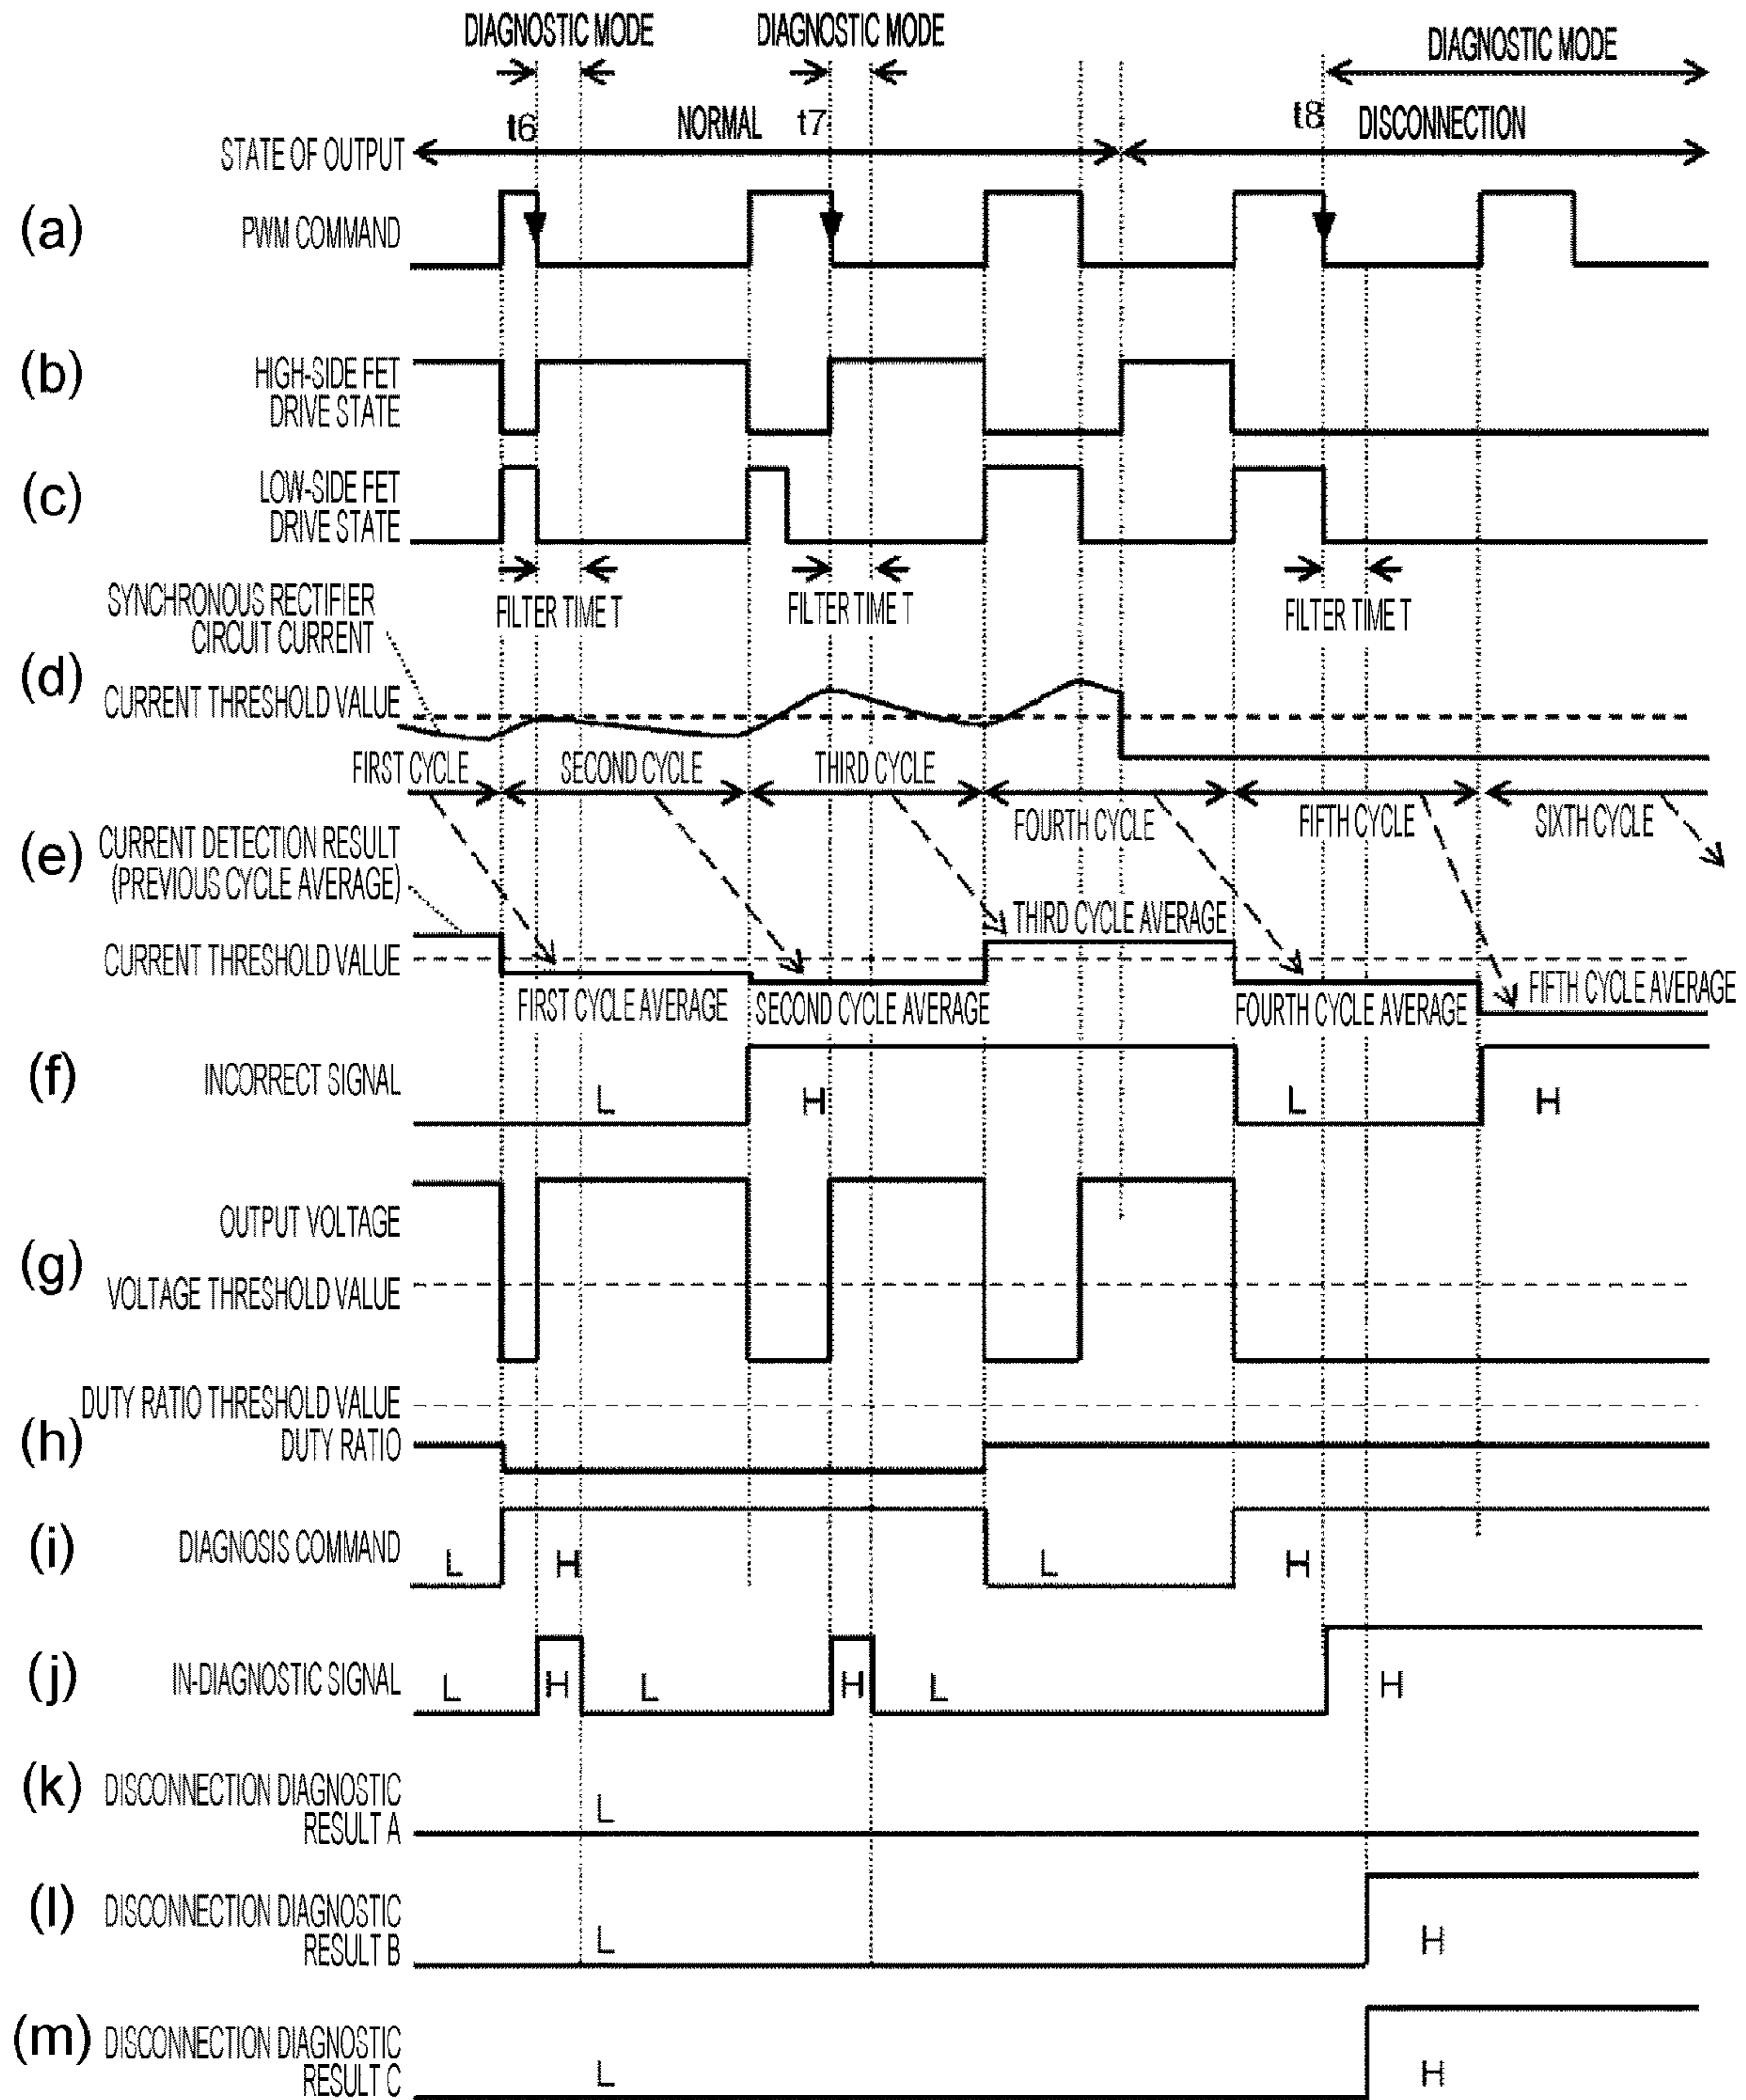 DIAGNOSTIC MODE
DIAGNOSTIC MODE
DIAGNOSTIC MODE
t6
NORMAL
t7
t8
DISCONNECTION
STATE OF OUTPUT
(a)
PWM COMMAND
(b)
HIGH-SIDE FET
DRIVE STATE
(c)
LOW-SIDE FET
DRIVE STATE
FILTER TIME T
FILTER TIME T
FILTER TIME T
SYNCHRONOUS RECTIFIER
CIRCUIT CURRENT
(d)
CURRENT THRESHOLD VALUE
FIRST CYCLE
SECOND CYCLE
THIRD CYCLE
FOURTH CYCLE
FIFTH CYCLE
SIXTH CYCLE
(e)
CURRENT DETECTION RESULT
(PREVIOUS CYCLE AVERAGE)
THIRD CYCLE AVERAGE
CURRENT THRESHOLD VALUE
FIRST CYCLE AVERAGE
SECOND CYCLE AVERAGE
FOURTH CYCLE AVERAGE
FIFTH CYCLE AVERAGE
(f)
INCORRECT SIGNAL
L
H
L
H
OUTPUT VOLTAGE
(g)
VOLTAGE THRESHOLD VALUE
DUTY RATIO THRESHOLD VALUE
(h)
DUTY RATIO
(i)
DIAGNOSIS COMMAND
L
H
L
H
(j)
IN-DIAGNOSTIC SIGNAL
L
H
L
H
L
H
(k)
DISCONNECTION DIAGNOSTIC
RESULT A
L
(l)
DISCONNECTION DIAGNOSTIC
RESULT B
L
H
(m)
DISCONNECTION DIAGNOSTIC
RESULT C
L
H